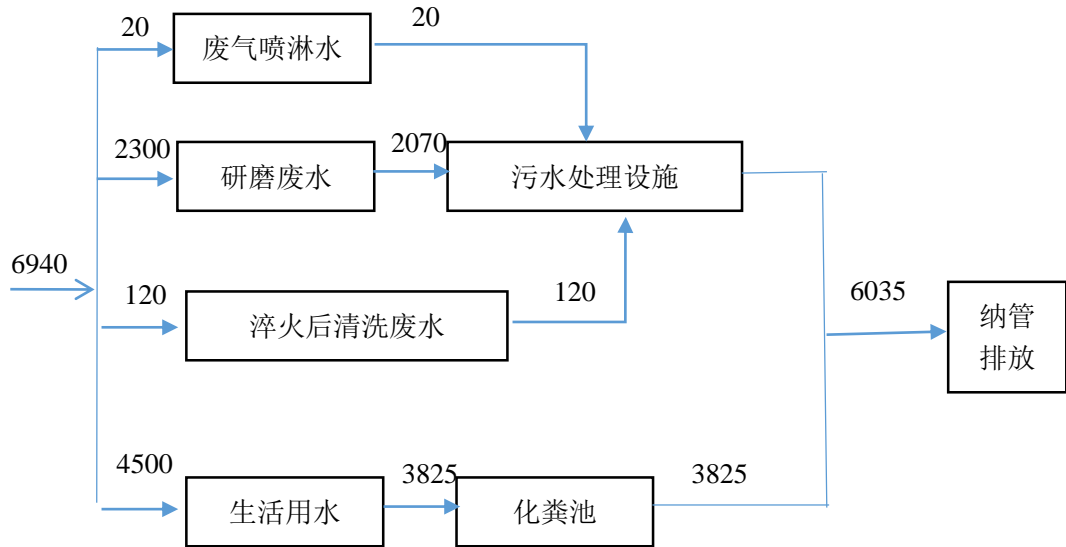 20
废气喷淋水
20
2300
研磨废水
2070
污水处理设施
6940
120
淬火后清洗废水
120
6035
纳管
排放
4500
生活用水
3825
化粪池
3825